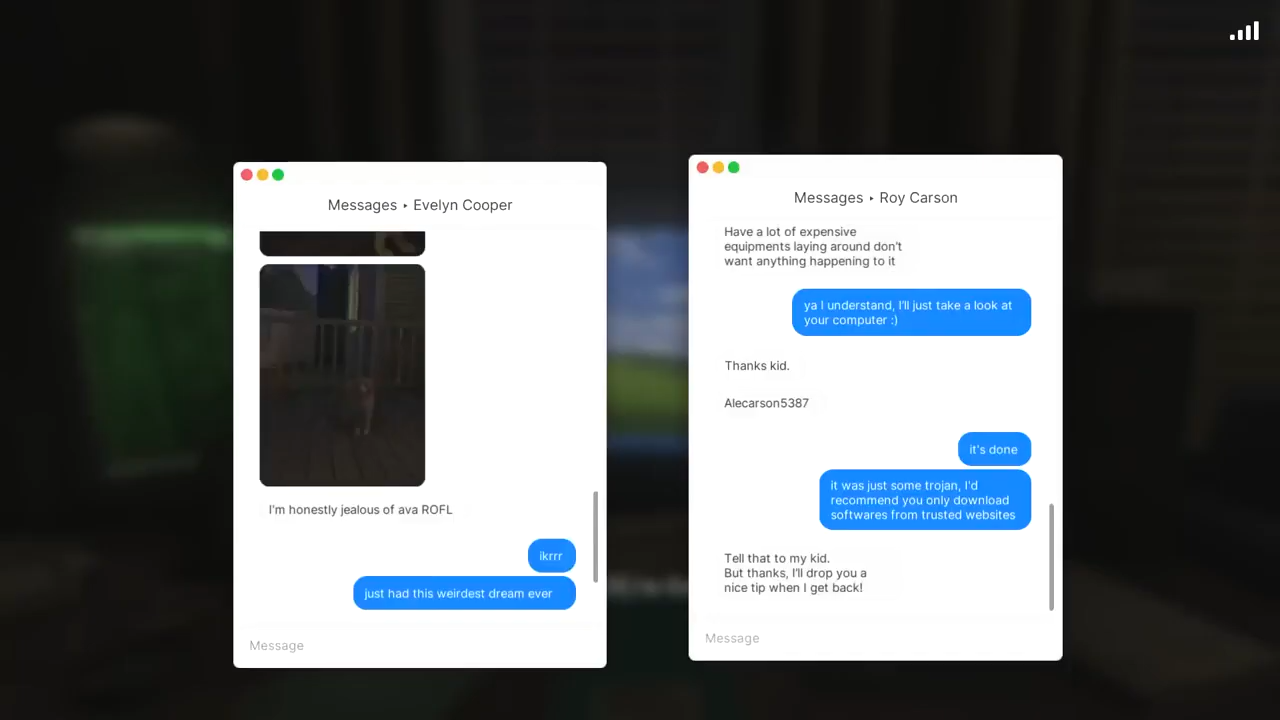 Messages ‣ Evelyn Cooper
I'm honestly jealous of ava ROFL
ikrrr
just had this weirdest dream ever
Message
Messages ‣ Roy Carson
Have a lot of expensive
equipments laying around don't
want anything happening to it
ya I understand, I'll just take a look at
your computer :)
Thanks kid.
Alecarson5387
it's done
it was just some trojan, I'd
recommend you only download
softwares from trusted websites
Tell that to my kid.
But thanks, I'll drop you a
nice tip when I get back!
Message